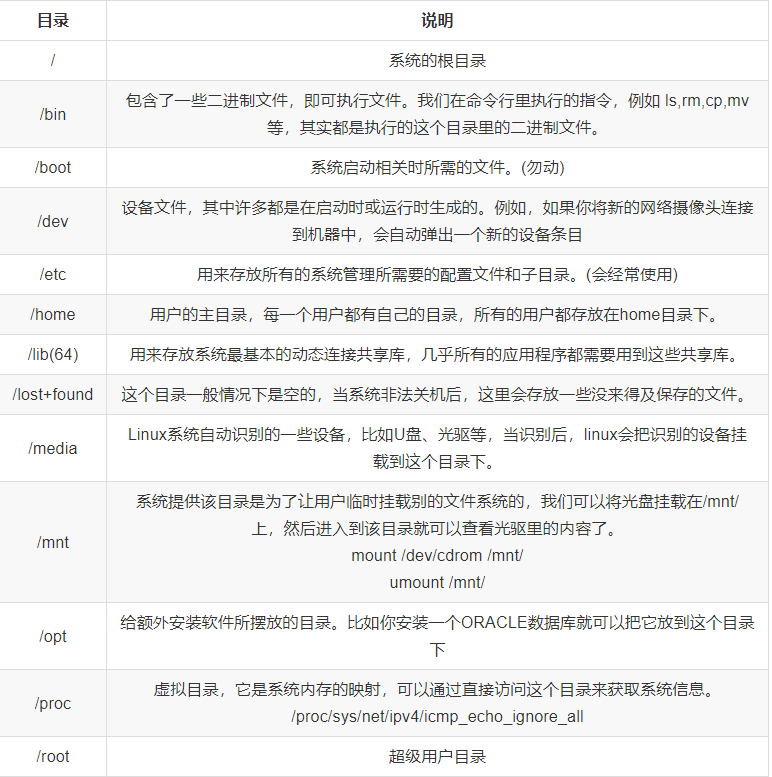 目录 说明
/ 系统的根目录
/bin 包含了一些二进制文件，即可执行文件。我们在命令行里执行的指令，例如 ls,rm,cp,mv
等，其实都是执行的这个目录里的二进制文件。
/boot 系统启动相关时所需的文件。(勿动)
/dev 设备文件，其中许多都是在启动时或运行时生成的。例如，如果你将新的网络摄像头连接
到机器中，会自动弹出一个新的设备条目
/etc 用来存放所有的系统管理所需要的配置文件和子目录。(会经常使用)
/home 用户的主目录，每一个用户都有自己的目录，所有的用户都存放在home目录下。
/lib(64) 用来存放系统最基本的动态连接共享库，几乎所有的应用程序都需要用到这些共享库。
/lost+found 这个目录一般情况下是空的，当系统非法关机后，这里会存放一些没来得及保存的文件。
/media Linux系统自动识别的一些设备，比如U盘、光驱等，当识别后，linux会把识别的设备挂
载到这个目录下。
/mnt 系统提供该目录是为了让用户临时挂载别的文件系统的，我们可以将光盘挂载在/mnt/
上，然后进入到该目录就可以查看光驱里的内容了。
mount /dev/cdrom /mnt/
umount /mnt/
/opt 给额外安装软件所摆放的目录。比如你安装一个ORACLE数据库就可以把它放到这个目录
下
/proc 虚拟目录，它是系统内存的映射，可以通过直接访问这个目录来获取系统信息。
/proc/sys/net/ipv4/icmp_echo_ignore_all
/root 超级用户目录